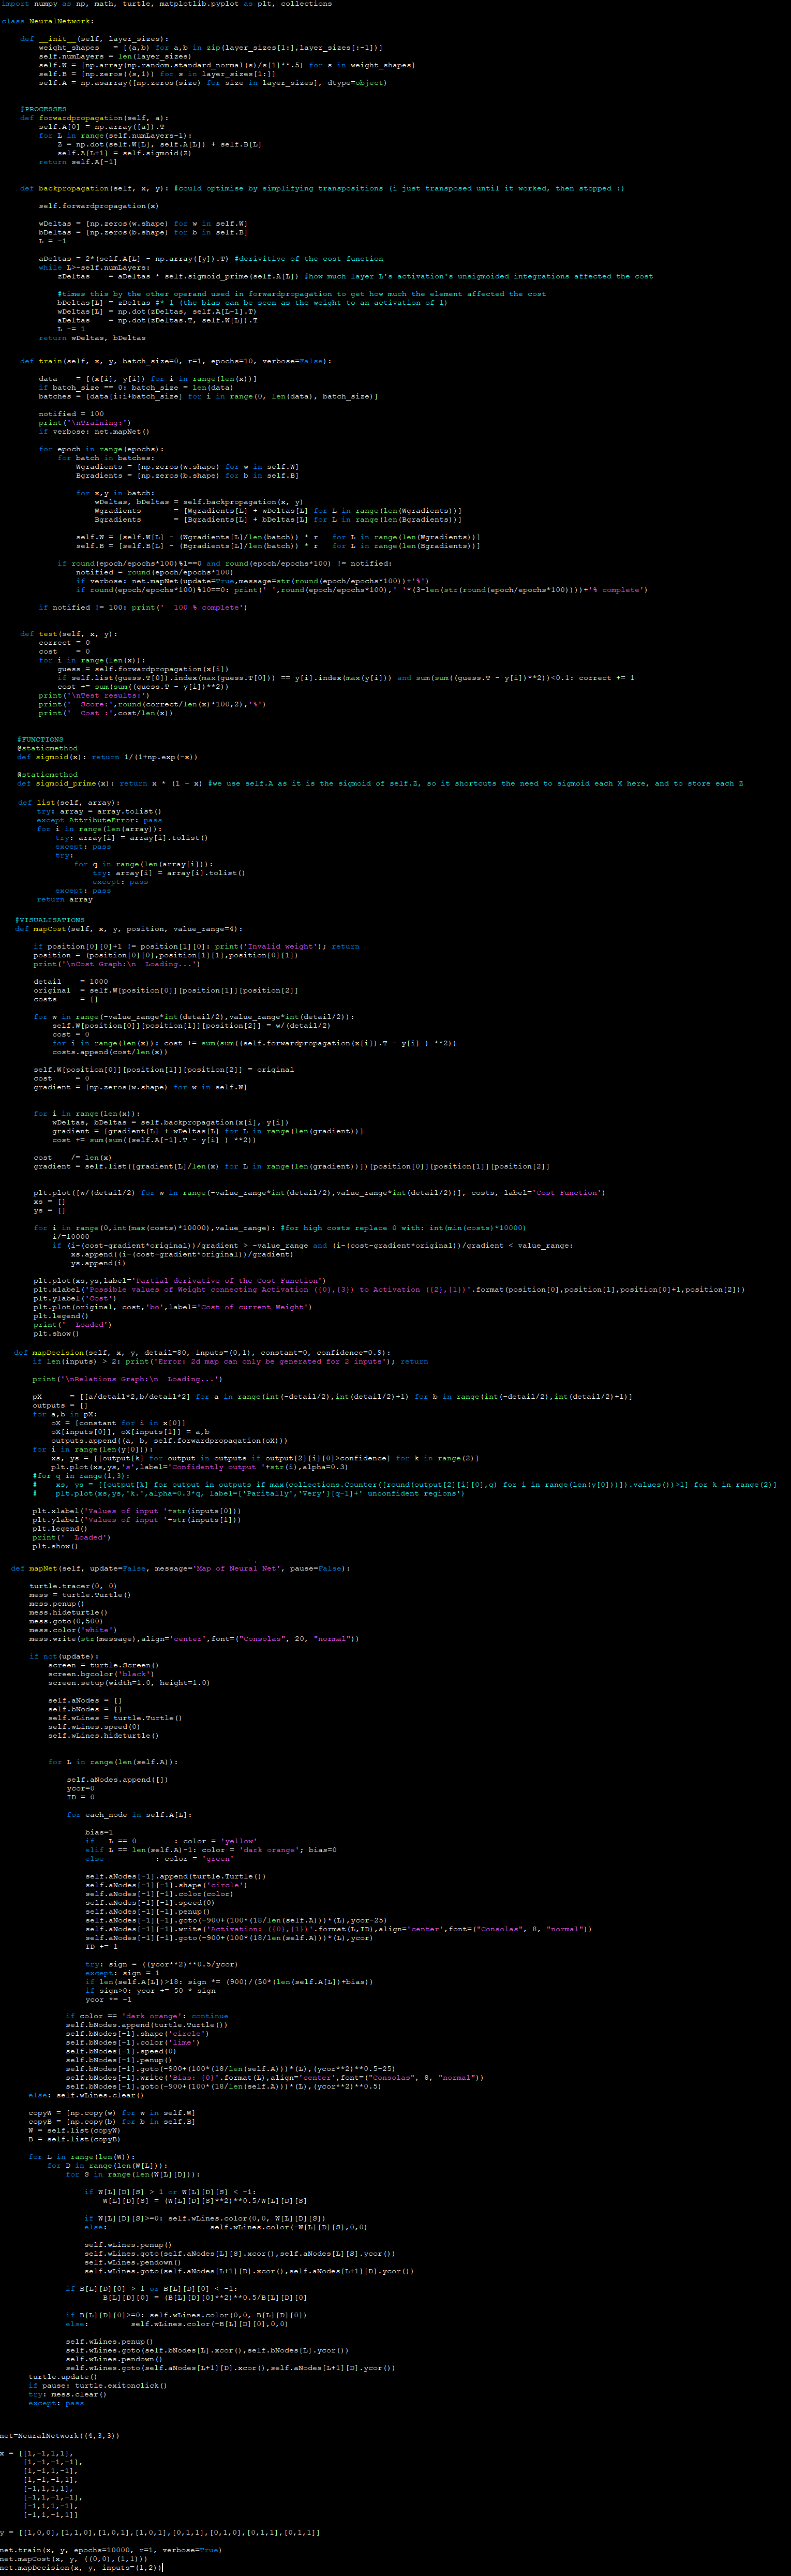 import numpy as np, math, turtle, matplotlib.pyplot as plt, collections
class NeuralNetwork:
def __init__(self, layer_sizes):
weight_shapes = [(a,b) for a,b in zip(layer_sizes[1:],layer_sizes[:-1])]
self.numLayers = len(layer_sizes)
self.W = [np.array(np.random.standard_normal(s)/s[1]**.5) for s in weight_shapes]
self.B = [np.zeros((s,1)) for s in layer_sizes[1:]]
self.A = np.asarray([np.zeros(size) for size in layer_sizes], dtype=object)
#PROCESSES
def forwardpropagation(self, a):
self.A[0] = np.array([a]).T
for L in range(self.numLayers-1):
Z = np.dot(self.W[L], self.A[L]) + self.B[L]
self.A[L+1] = self.sigmoid(Z)
return self.A[-1]
def backpropagation(self, x, y): #could optimise by simplifying transpositions (i just transposed until it worked, then stopped :)
self.forwardpropagation(x)
wDeltas = [np.zeros(w.shape) for w in self.W]
bDeltas = [np.zeros(b.shape) for b in self.B]
L = -1
aDeltas = 2*(self.A[L] - np.array([y]).T) #derivitive of the cost function
while L>-self.numLayers:
zDeltas = aDeltas * self.sigmoid_prime(self.A[L]) #how much layer L's activation's unsigmoided integrations affected the cost
#times this by the other operand used in forwardpropagation to get how much the element affected the cost
bDeltas[L] = zDeltas #* 1 (the bias can be seen as the weight to an activation of 1)
wDeltas[L] = np.dot(zDeltas, self.A[L-1].T)
aDeltas = np.dot(zDeltas.T, self.W[L]).T
L -= 1
return wDeltas, bDeltas
def train(self, x, y, batch_size=0, r=1, epochs=10, verbose=False):
data = [(x[i], y[i]) for i in range(len(x))]
if batch_size == 0: batch_size = len(data)
batches = [data[i:i+batch_size] for i in range(0, len(data), batch_size)]
notified = 100
print('\nTraining:')
if verbose: net.mapNet()
for epoch in range(epochs):
for batch in batches:
Wgradients = [np.zeros(w.shape) for w in self.W]
Bgradients = [np.zeros(b.shape) for b in self.B]
for x,y in batch:
wDeltas, bDeltas = self.backpropagation(x, y)
Wgradients = [Wgradients[L] + wDeltas[L] for L in range(len(Wgradients))]
Bgradients = [Bgradients[L] + bDeltas[L] for L in range(len(Bgradients))]
self.W = [self.W[L] - (Wgradients[L]/len(batch)) * r for L in range(len(Wgradients))]
self.B = [self.B[L] - (Bgradients[L]/len(batch)) * r for L in range(len(Bgradients))]
if round(epoch/epochs*100)%1==0 and round(epoch/epochs*100) != notified:
notified = round(epoch/epochs*100)
if verbose: net.mapNet(update=True,message=str(round(epoch/epochs*100))+'%')
if round(epoch/epochs*100)%10==0: print(' ',round(epoch/epochs*100),' '*(3-len(str(round(epoch/epochs*100))))+'% complete')
if notified != 100: print('  100 % complete')
def test(self, x, y):
correct = 0
cost = 0
for i in range(len(x)):
guess = self.forwardpropagation(x[i])
if self.list(guess.T[0]).index(max(guess.T[0])) == y[i].index(max(y[i])) and sum(sum((guess.T - y[i])**2))<0.1: correct += 1
cost += sum(sum((guess.T - y[i])**2))
print('\nTest results:')
print('  Score:',round(correct/len(x)*100,2),'%')
print('  Cost :',cost/len(x))
#FUNCTIONS
@staticmethod
def sigmoid(x): return 1/(1+np.exp(-x))
@staticmethod
def sigmoid_prime(x): return x * (1 - x) #we use self.A as it is the sigmoid of self.Z, so it shortcuts the need to sigmoid each X here, and to store each Z
def list(self, array):
try: array = array.tolist()
except AttributeError: pass
for i in range(len(array)):
try: array[i] = array[i].tolist()
except: pass
try:
for q in range(len(array[i])):
try: array[i] = array[i].tolist()
except: pass
except: pass
return array
#VISUALISATIONS
def mapCost(self, x, y, position, value_range=4):
if position[0][0]+1 != position[1][0]: print('Invalid weight'); return
position = (position[0][0],position[1][1],position[0][1])
print('\nCost Graph:\n  Loading...')
detail = 1000
original = self.W[position[0]][position[1]][position[2]]
costs = []
for w in range(-value_range*int(detail/2),value_range*int(detail/2)):
self.W[position[0]][position[1]][position[2]] = w/(detail/2)
cost = 0
for i in range(len(x)): cost += sum(sum((self.forwardpropagation(x[i]).T - y[i] ) **2))
costs.append(cost/len(x))
self.W[position[0]][position[1]][position[2]] = original
cost = 0
gradient = [np.zeros(w.shape) for w in self.W]
for i in range(len(x)):
wDeltas, bDeltas = self.backpropagation(x[i], y[i])
gradient = [gradient[L] + wDeltas[L] for L in range(len(gradient))]
cost += sum(sum((self.A[-1].T - y[i] ) **2))
cost /= len(x)
gradient = self.list([gradient[L]/len(x) for L in range(len(gradient))])[position[0]][position[1]][position[2]]
plt.plot([w/(detail/2) for w in range(-value_range*int(detail/2),value_range*int(detail/2))], costs, label='Cost Function')
xs = []
ys = []
for i in range(0,int(max(costs)*10000),value_range): #for high costs replace 0 with: int(min(costs)*10000)
i/=10000
if (i-(cost-gradient*original))/gradient > -value_range and (i-(cost-gradient*original))/gradient < value_range:
xs.append((i-(cost-gradient*original))/gradient)
ys.append(i)
plt.plot(xs,ys,label='Partial derivative of the Cost Function')
plt.xlabel('Possible values of Weight connecting Activation ({0},{3}) to Activation ({2},{1})'.format(position[0],position[1],position[0]+1,position[2]))
plt.ylabel('Cost')
plt.plot(original, cost,'bo',label='Cost of current Weight')
plt.legend()
print('  Loaded')
plt.show()
def mapDecision(self, x, y, detail=80, inputs=(0,1), constant=0, confidence=0.9):
if len(inputs) > 2: print('Error: 2d map can only be generated for 2 inputs'); return
print('\nRelations Graph:\n  Loading...')
pX = [[a/detail*2,b/detail*2] for a in range(int(-detail/2),int(detail/2)+1) for b in range(int(-detail/2),int(detail/2)+1)]
outputs = []
for a,b in pX:
oX = [constant for i in x[0]]
oX[inputs[0]], oX[inputs[1]] = a,b
outputs.append((a, b, self.forwardpropagation(oX)))
for i in range(len(y[0])):
xs, ys = [[output[k] for output in outputs if output[2][i][0]>confidence] for k in range(2)]
plt.plot(xs,ys,'s',label='Confidently output '+str(i),alpha=0.3)
#for q in range(1,3):
#    xs, ys = [[output[k] for output in outputs if max(collections.Counter([round(output[2][i][0],q) for i in range(len(y[0]))]).values())>1] for k in range(2)]
#    plt.plot(xs,ys,'k.',alpha=0.3*q, label=['Paritally','Very'][q-1]+' unconfident regions')
plt.xlabel('Values of input '+str(inputs[0]))
plt.ylabel('Values of input '+str(inputs[1]))
plt.legend()
print('  Loaded')
plt.show()
def mapNet(self, update=False, message='Map of Neural Net', pause=False):
turtle.tracer(0, 0)
mess = turtle.Turtle()
mess.penup()
mess.hideturtle()
mess.goto(0,500)
mess.color('white')
mess.write(str(message),align='center',font=("Consolas", 20, "normal"))
if not(update):
screen = turtle.Screen()
screen.bgcolor('black')
screen.setup(width=1.0, height=1.0)
self.aNodes = []
self.bNodes = []
self.wLines = turtle.Turtle()
self.wLines.speed(0)
self.wLines.hideturtle()
for L in range(len(self.A)):
self.aNodes.append([])
ycor=0
ID = 0
for each_node in self.A[L]:
bias=1
if L == 0 : color = 'yellow'
elif L == len(self.A)-1: color = 'dark orange'; bias=0
else : color = 'green'
self.aNodes[-1].append(turtle.Turtle())
self.aNodes[-1][-1].shape('circle')
self.aNodes[-1][-1].color(color)
self.aNodes[-1][-1].speed(0)
self.aNodes[-1][-1].penup()
self.aNodes[-1][-1].goto(-900+(100*(18/len(self.A)))*(L),ycor-25)
self.aNodes[-1][-1].write('Activation: ({0},{1})'.format(L,ID),align='center',font=("Consolas", 8, "normal"))
self.aNodes[-1][-1].goto(-900+(100*(18/len(self.A)))*(L),ycor)
ID += 1
try: sign = ((ycor**2)**0.5/ycor)
except: sign = 1
if len(self.A[L])>18: sign *= (900)/(50*(len(self.A[L])+bias))
if sign>0: ycor += 50 * sign
ycor *= -1
if color == 'dark orange': continue
self.bNodes.append(turtle.Turtle())
self.bNodes[-1].shape('circle')
self.bNodes[-1].color('lime')
self.bNodes[-1].speed(0)
self.bNodes[-1].penup()
self.bNodes[-1].goto(-900+(100*(18/len(self.A)))*(L),(ycor**2)**0.5-25)
self.bNodes[-1].write('Bias: {0}'.format(L),align='center',font=("Consolas", 8, "normal"))
self.bNodes[-1].goto(-900+(100*(18/len(self.A)))*(L),(ycor**2)**0.5)
else: self.wLines.clear()
copyW = [np.copy(w) for w in self.W]
copyB = [np.copy(b) for b in self.B]
W = self.list(copyW)
B = self.list(copyB)
for L in range(len(W)):
for D in range(len(W[L])):
for S in range(len(W[L][D])):
if W[L][D][S] > 1 or W[L][D][S] < -1:
W[L][D][S] = (W[L][D][S]**2)**0.5/W[L][D][S]
if W[L][D][S]>=0: self.wLines.color(0,0, W[L][D][S])
else: self.wLines.color(-W[L][D][S],0,0)
self.wLines.penup()
self.wLines.goto(self.aNodes[L][S].xcor(),self.aNodes[L][S].ycor())
self.wLines.pendown()
self.wLines.goto(self.aNodes[L+1][D].xcor(),self.aNodes[L+1][D].ycor())
if B[L][D][0] > 1 or B[L][D][0] < -1:
B[L][D][0] = (B[L][D][0]**2)**0.5/B[L][D][0]
if B[L][D][0]>=0: self.wLines.color(0,0, B[L][D][0])
else: self.wLines.color(-B[L][D][0],0,0)
self.wLines.penup()
self.wLines.goto(self.bNodes[L].xcor(),self.bNodes[L].ycor())
self.wLines.pendown()
self.wLines.goto(self.aNodes[L+1][D].xcor(),self.aNodes[L+1][D].ycor())
turtle.update()
if pause: turtle.exitonclick()
try: mess.clear()
except: pass
net=NeuralNetwork((4,3,3))
x = [[1,-1,1,1],
[1,-1,-1,-1],
[1,-1,1,-1],
[1,-1,-1,1],
[-1,1,1,1],
[-1,1,-1,-1],
[-1,1,1,-1],
[-1,1,-1,1]]
y = [[1,0,0],[1,1,0],[1,0,1],[1,0,1],[0,1,1],[0,1,0],[0,1,1],[0,1,1]]
net.train(x, y, epochs=10000, r=1, verbose=True)
net.mapCost(x, y, ((0,0),(1,1)))
net.mapDecision(x, y, inputs=(1,2))